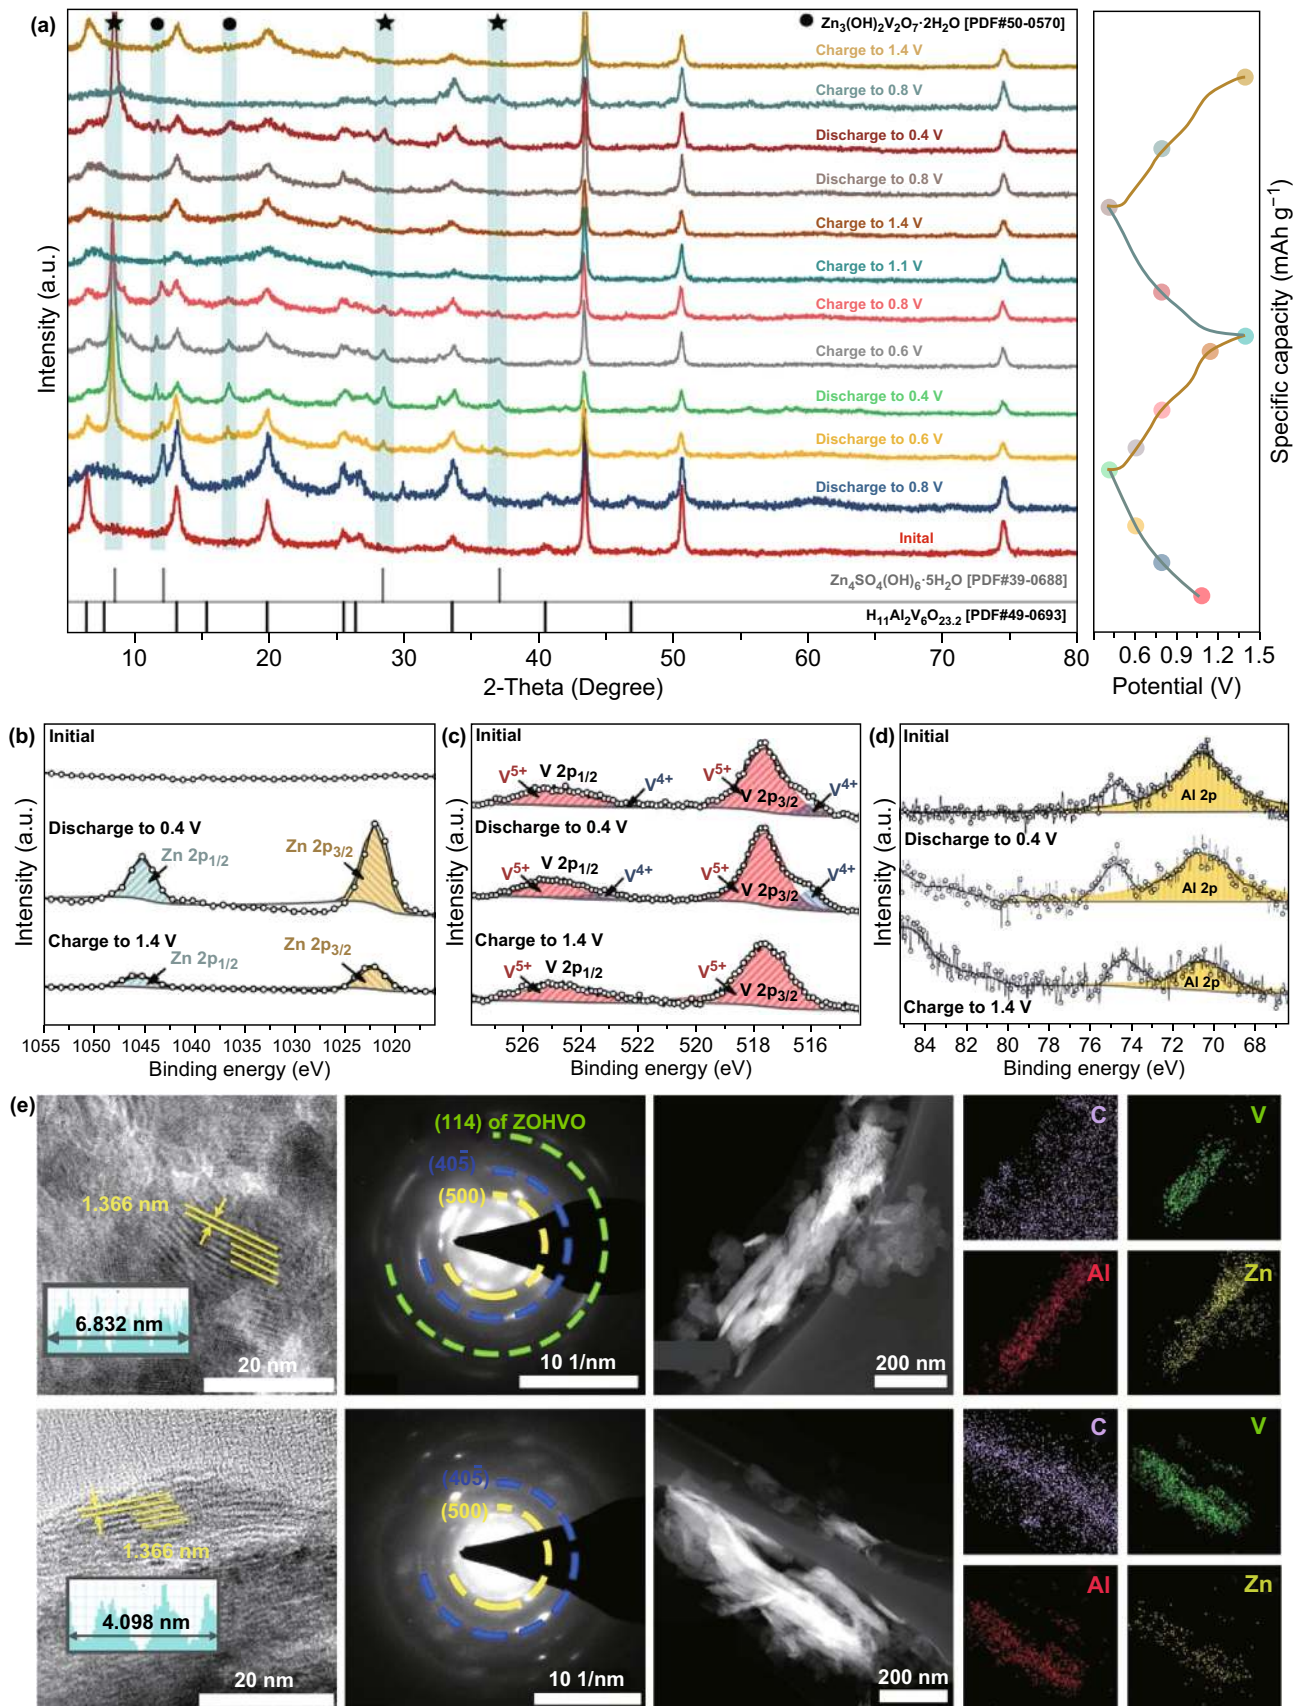 (a)
Zn3(OH)2V2O7·2H2O [PDF#50-0570]
Charge to 1.4 V
Charge to 0.8 V
Discharge to 0.4 V
Discharge to 0.8 V
Charge to 1.4 V
Charge to 1.1 V
Charge to 0.8 V
Charge to 0.6 V
Discharge to 0.4 V
Discharge to 0.6 V
Discharge to 0.8 V
Inital
Zn4SO4(OH)6·5H2O [PDF#39-0688]
H11Al2V6O23.2 [PDF#49-0693]
Intensity (a.u.)
10 20 30 40 50 60 70 80
2-Theta (Degree)
0.6 0.9 1.2 1.5
Potential (V)
Specific capacity (mAh g−1)
(b)
Initial
Discharge to 0.4 V
Zn 2p1/2
Zn 2p3/2
Charge to 1.4 V
Zn 2p1/2
Zn 2p3/2
Intensity (a.u.)
1055 1050 1045 1040 1035 1030 1025 1020
Binding energy (eV)
(c)
Initial
V5+ V 2p1/2 V4+ V5+ V 2p3/2 V4+
Discharge to 0.4 V
V5+ V 2p1/2 V4+ V5+ V 2p3/2 V4+
Charge to 1.4 V
V5+ V 2p1/2 V5+ V 2p3/2
Intensity (a.u.)
526 524 522 520 518 516
Binding energy (eV)
(d)
Initial
Al 2p
Discharge to 0.4 V
Al 2p
Al 2p
Charge to 1.4 V
Intensity (a.u.)
84 82 80 78 76 74 72 70 68
Binding energy (eV)
(e)
1.366 nm
6.832 nm
20 nm
(114) of ZOHVO
(405̅)
(500)
10 1/nm
200 nm
C
V
Al
Zn
1.366 nm
4.098 nm
20 nm
(405̅)
(500)
10 1/nm
200 nm
C
V
Al
Zn